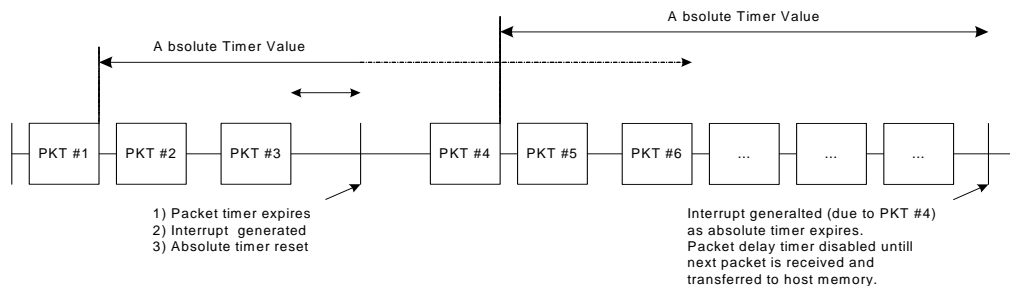 A bsolute Timer Value
A bsolute Timer Value
PKT #1 PKT #2 PKT #3 PKT #4 PKT #5 PKT #6 ... ... ...
1) Packet timer expires
2) Interrupt generated
3) Absolute timer reset
Interrupt generalted (due to PKT #4)
as absolute timer expires.
Packet delay timer disabled untill
next packet is received and
transferred to host memory.